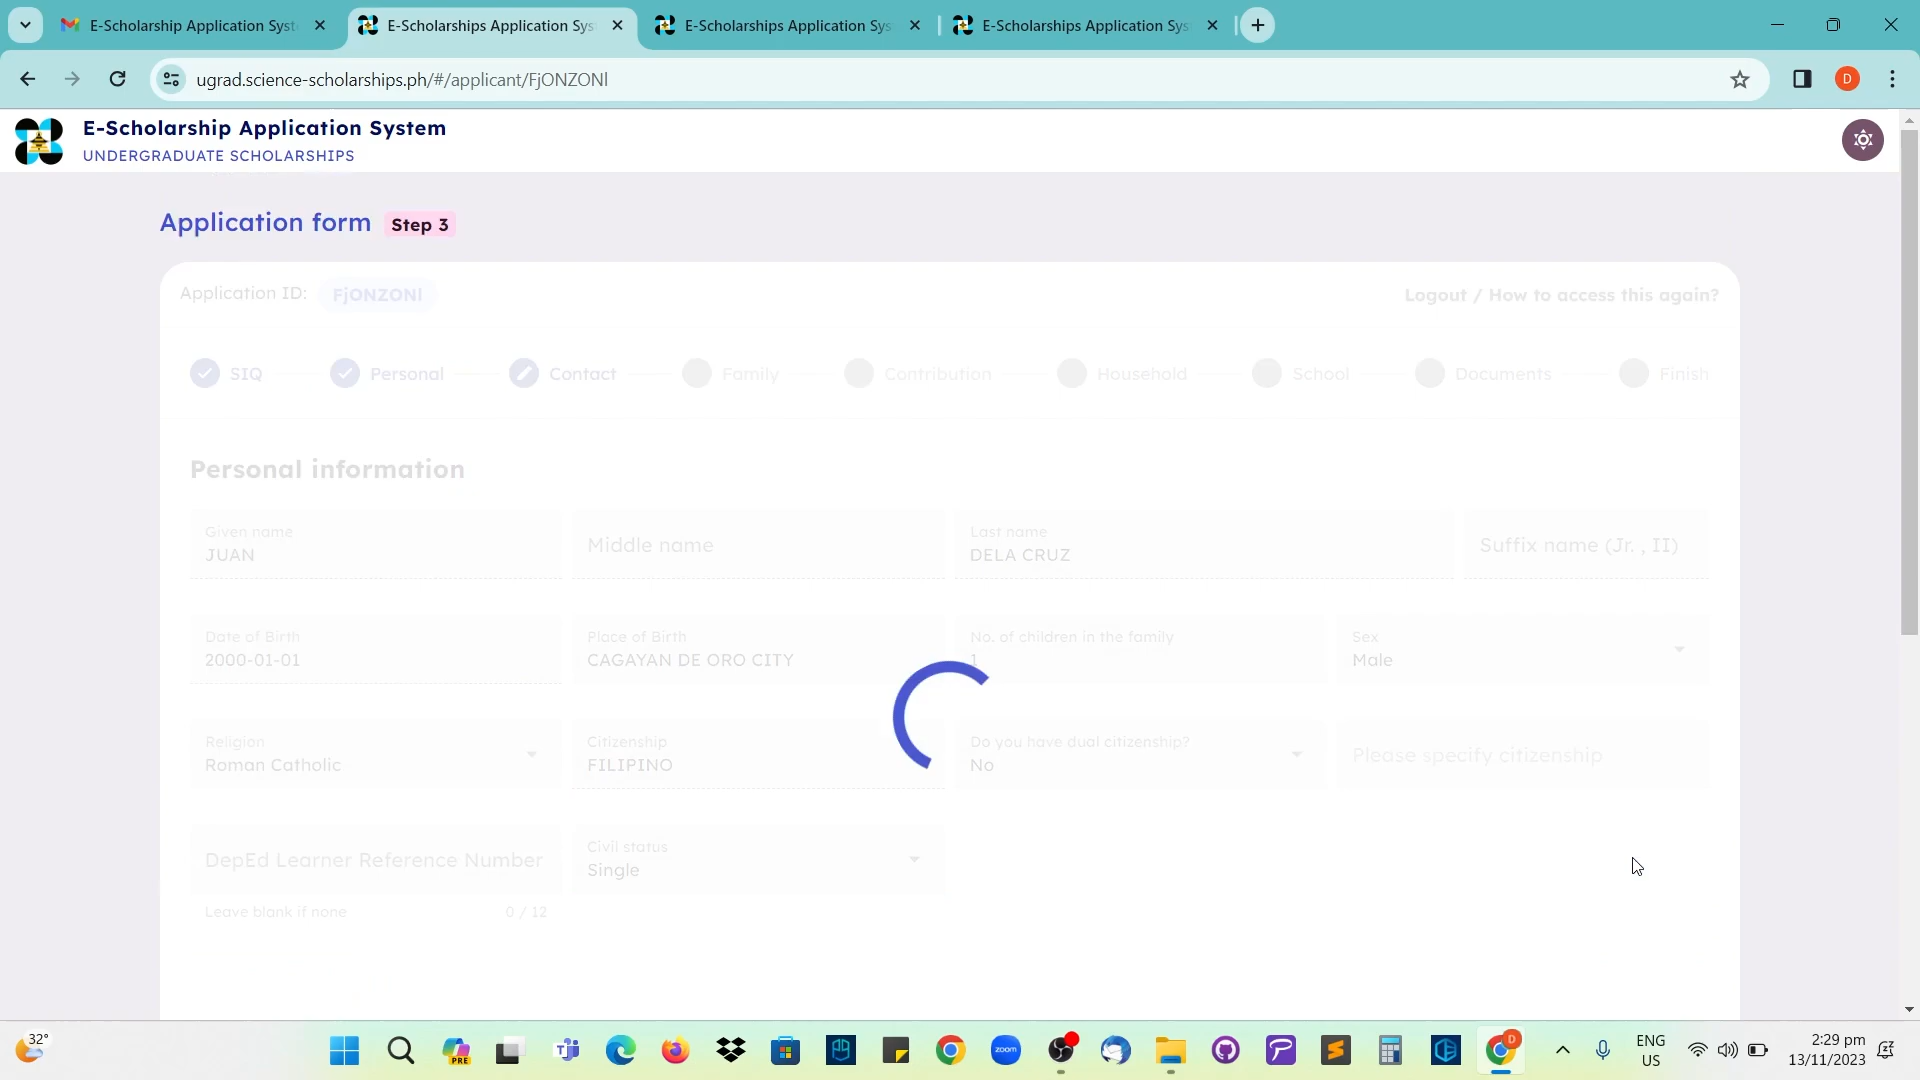 E-Scholarship Application Syst
E-Scholarships Application Sys
E-Scholarships Application Sys
E-Scholarships Application Sys
ugrad.science-scholarships.ph/#/applicant/FjONZONl
D
E-Scholarship Application System
UNDERGRADUATE SCHOLARSHIPS
Application form Step 3
Application ID: FjONZONl
Logout / How to access this again?
SIQ Personal Contact Family Contribution Household School Documents Finish
Personal information
Given name
JUAN
Middle name
Last name
DELA CRUZ
Suffix name (Jr. , II)
Date of Birth
2000-01-01
Place of Birth
CAGAYAN DE ORO CITY
No. of children in the family
1
Sex
Male
Religion
Roman Catholic
Citizenship
FILIPINO
Do you have dual citizenship?
No
Please specify citizenship
DepEd Learner Reference Number
Civil status
Single
Leave blank if none
0 / 12
32°
PRE
zoom
D
ENG
US
2:29 pm
13/11/2023